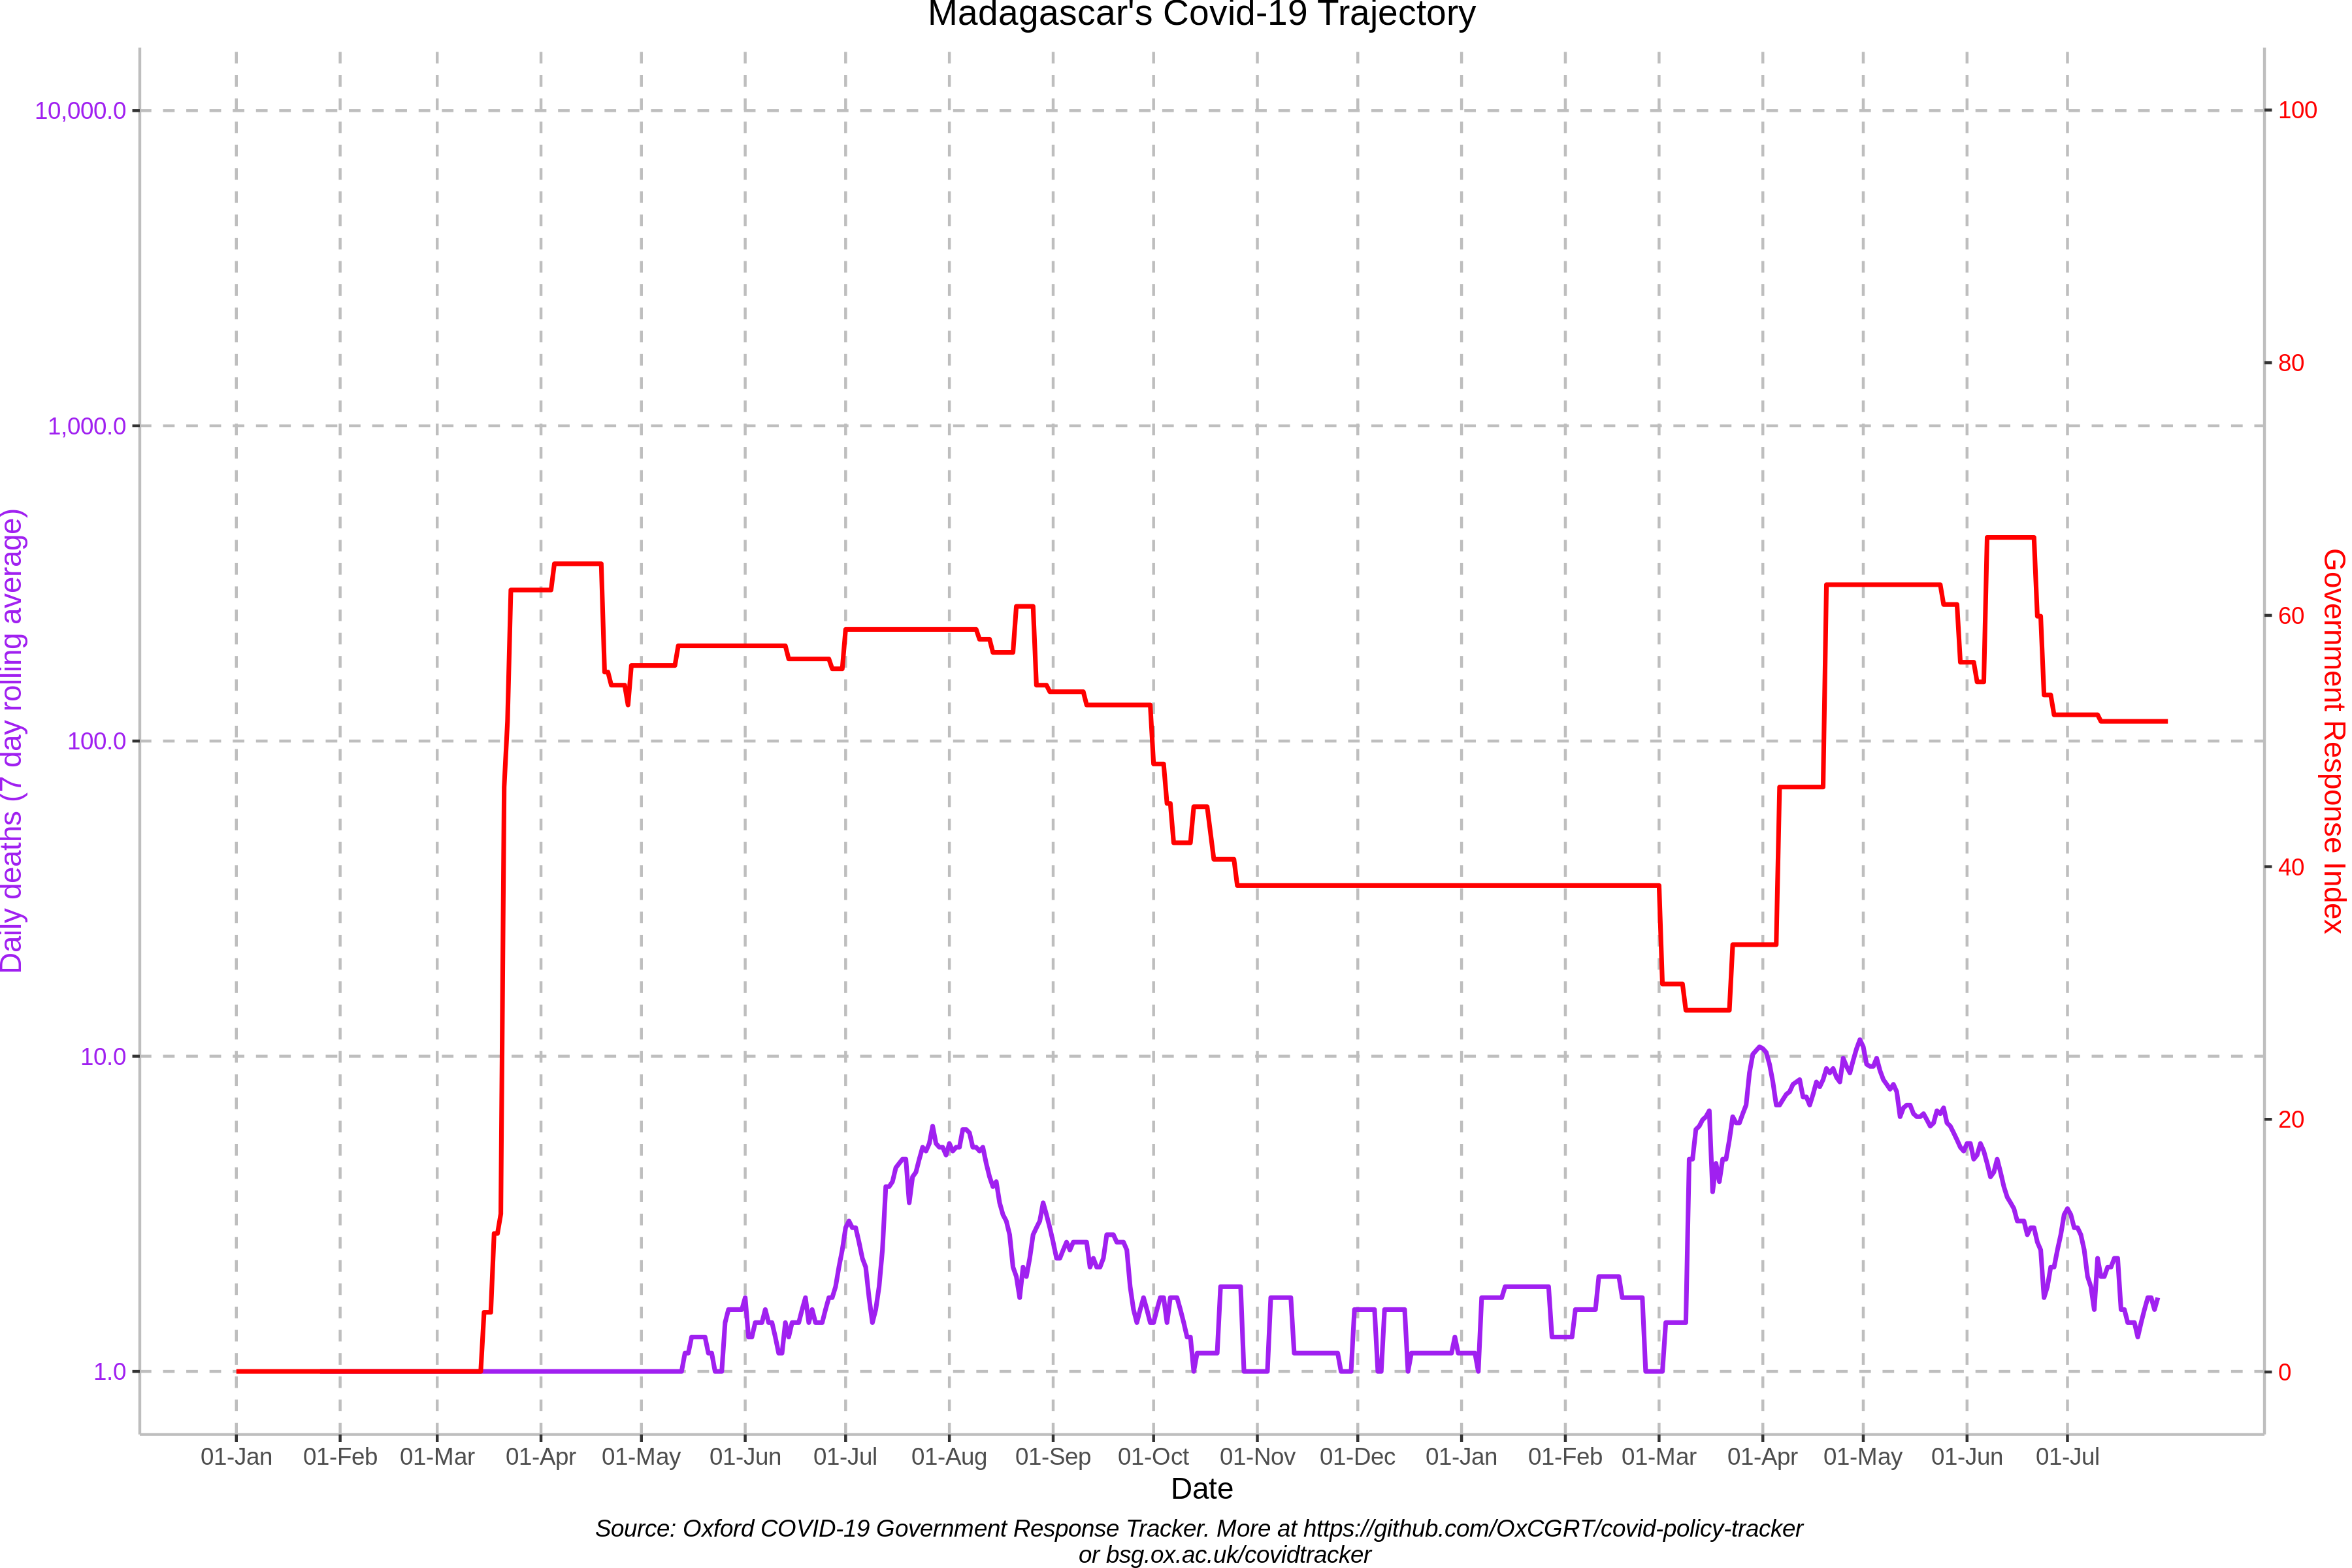 Madagascar's Covid-19 Trajectory
10,000.0
1,000.0
100.0
10.0
1.0
Daily deaths (7 day rolling average)
100
80
60
40
20
0
Government Response Index
01-Jan 01-Feb 01-Mar 01-Apr 01-May 01-Jun 01-Jul 01-Aug 01-Sep 01-Oct 01-Nov 01-Dec 01-Jan 01-Feb 01-Mar 01-Apr 01-May 01-Jun 01-Jul
Date
Source: Oxford COVID-19 Government Response Tracker. More at https://github.com/OxCGRT/covid-policy-tracker
or bsg.ox.ac.uk/covidtracker